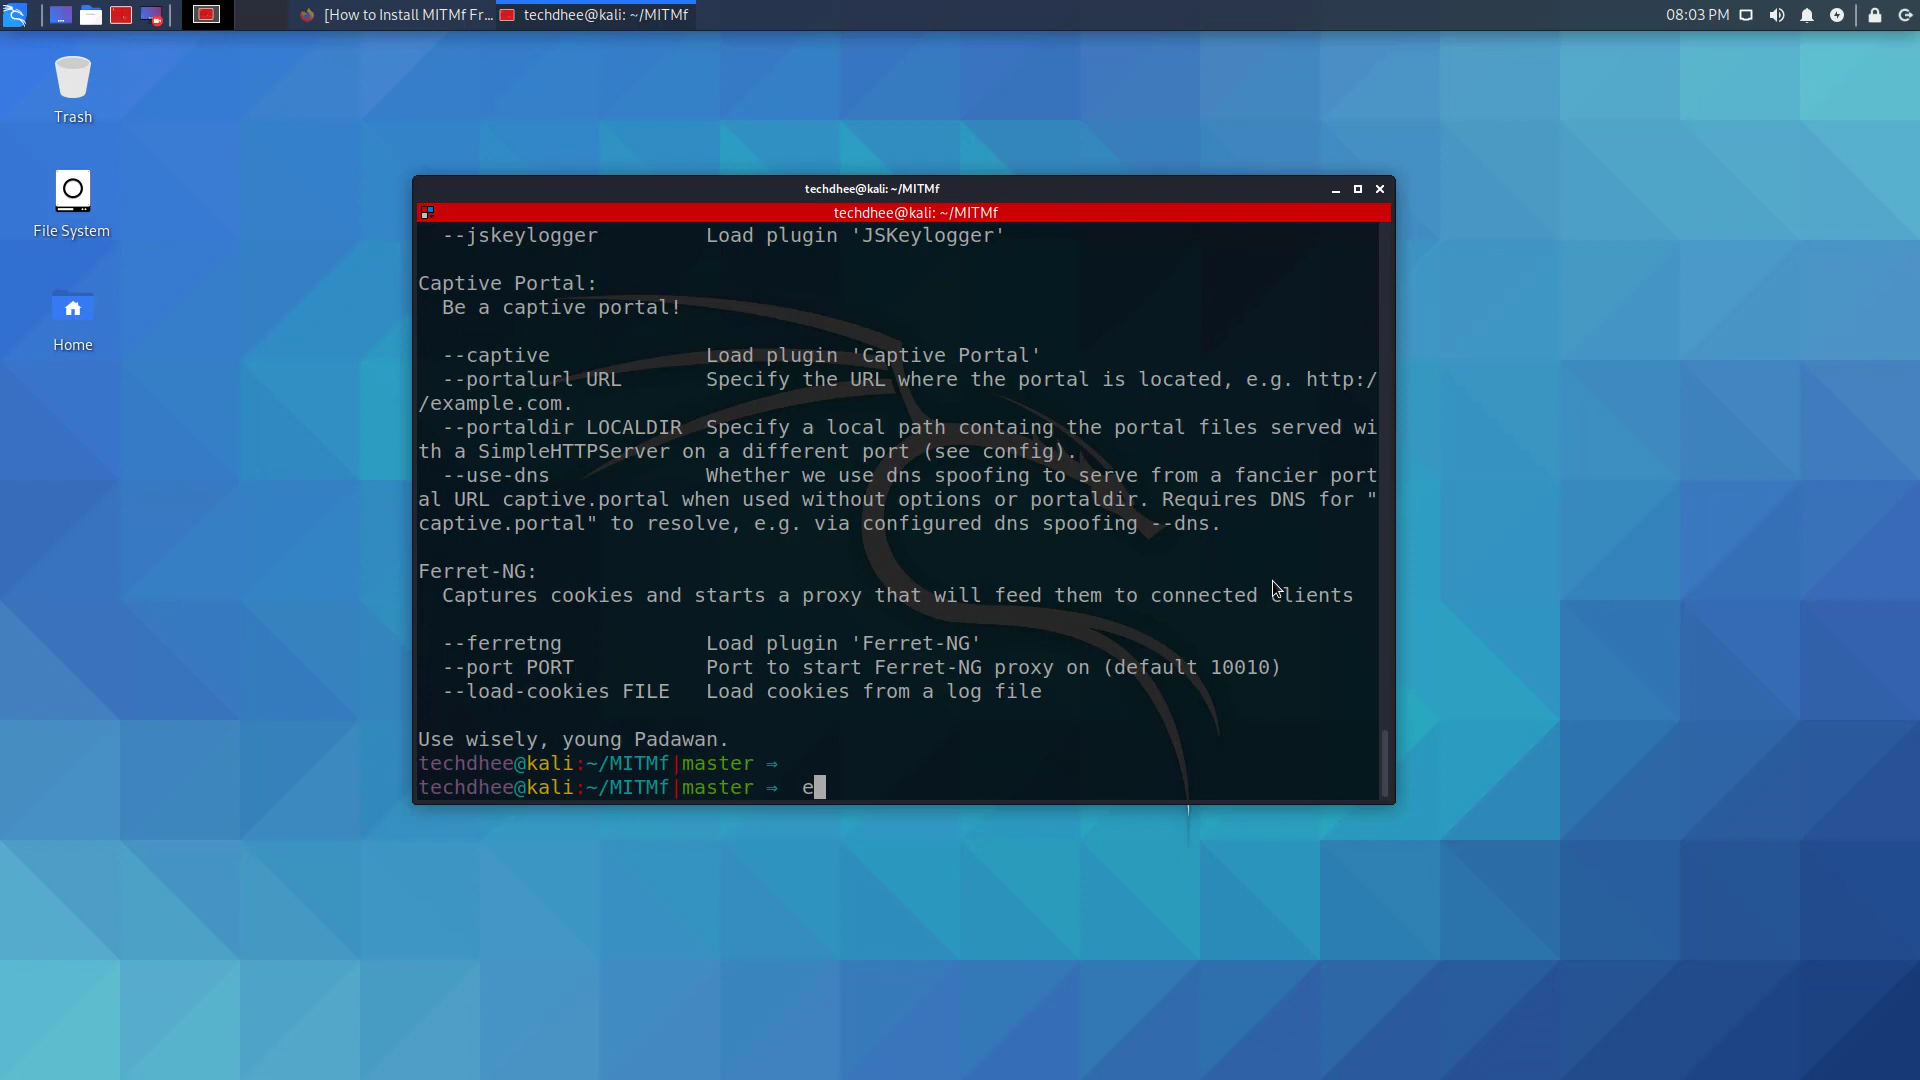 [How to Install MITMf Fr...
techdhee@kali: ~/MITMf
08:03 PM
Trash
File System
Home
techdhee@kali: ~/MITMf
techdhee@kali: ~/MITMf
--jskeylogger Load plugin 'JSKeylogger'
Captive Portal:
Be a captive portal!
--captive Load plugin 'Captive Portal'
--portalurl URL Specify the URL where the portal is located, e.g. http:/
/example.com.
--portaldir LOCALDIR Specify a local path containg the portal files served wi
th a SimpleHTTPServer on a different port (see config).
--use-dns Whether we use dns spoofing to serve from a fancier port
al URL captive.portal when used without options or portaldir. Requires DNS for "
captive.portal" to resolve, e.g. via configured dns spoofing --dns.
Ferret-NG:
Captures cookies and starts a proxy that will feed them to connected clients
--ferretng Load plugin 'Ferret-NG'
--port PORT Port to start Ferret-NG proxy on (default 10010)
--load-cookies FILE Load cookies from a log file
Use wisely, young Padawan.
techdhee@kali:~/MITMf|master ⇒
techdhee@kali:~/MITMf|master ⇒ e